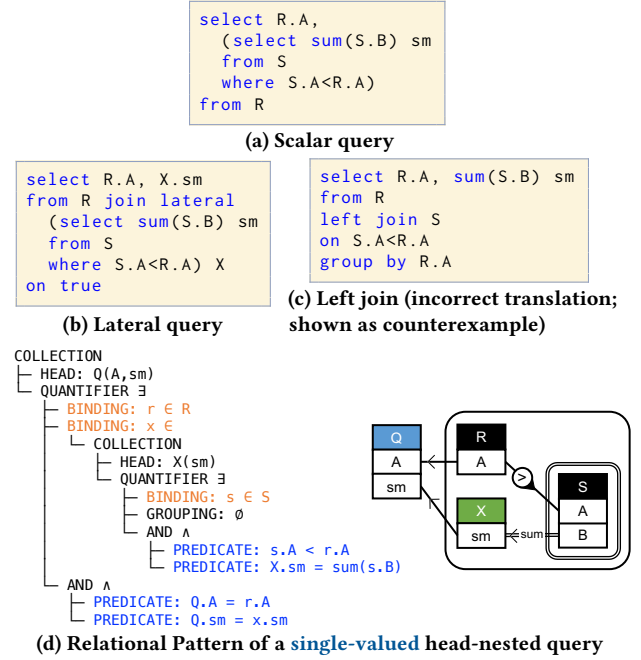 select R.A,
(select sum(S.B) sm
from S
where S.A<R.A)
from R
(a) Scalar query
select R.A, X.sm
from R join lateral
(select sum(S.B) sm
from S
where S.A<R.A) X
on true
(b) Lateral query
select R.A, sum(S.B) sm
from R
left join S
on S.A<R.A
group by R.A
(c) Left join (incorrect translation;
shown as counterexample)
COLLECTION
├─ HEAD: Q(A,sm)
└─ QUANTIFIER ∃
├─ BINDING: r ∈ R
├─ BINDING: x ∈
│ └─ COLLECTION
│ ├─ HEAD: X(sm)
│ └─ QUANTIFIER ∃
│ ├─ BINDING: s ∈ S
│ ├─ GROUPING: ∅
│ └─ AND ∧
│ ├─ PREDICATE: s.A < r.A
│ └─ PREDICATE: X.sm = sum(s.B)
└─ AND ∧
├─ PREDICATE: Q.A = r.A
└─ PREDICATE: Q.sm = x.sm
Q
A
sm
R
A
>
X
sm
sum
S
A
B
(d) Relational Pattern of a single-valued head-nested query